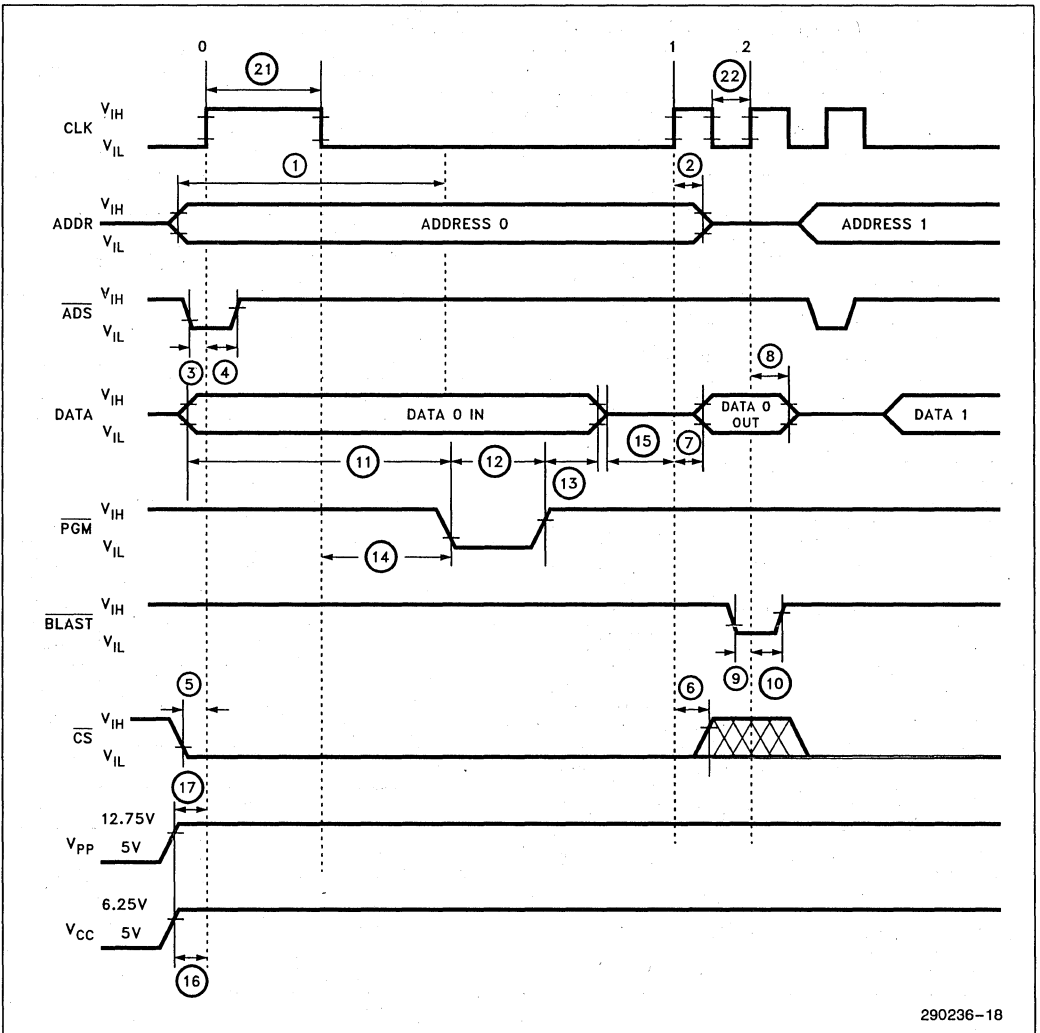 0 1 2
21 22
CLK VIH
VIL
1 2
ADDR VIH
VIL
ADDRESS 0 ADDRESS 1
ADS VIH
VIL
3 4 8
DATA VIH
VIL
DATA 0 IN DATA 0 OUT DATA 1
11 12 13 15 7
PGM VIH
VIL
14
BLAST VIH
VIL
9 10
5 6
CS VIH
VIL
17
12.75V
VPP 5V
6.25V
VCC 5V
16
290236-18